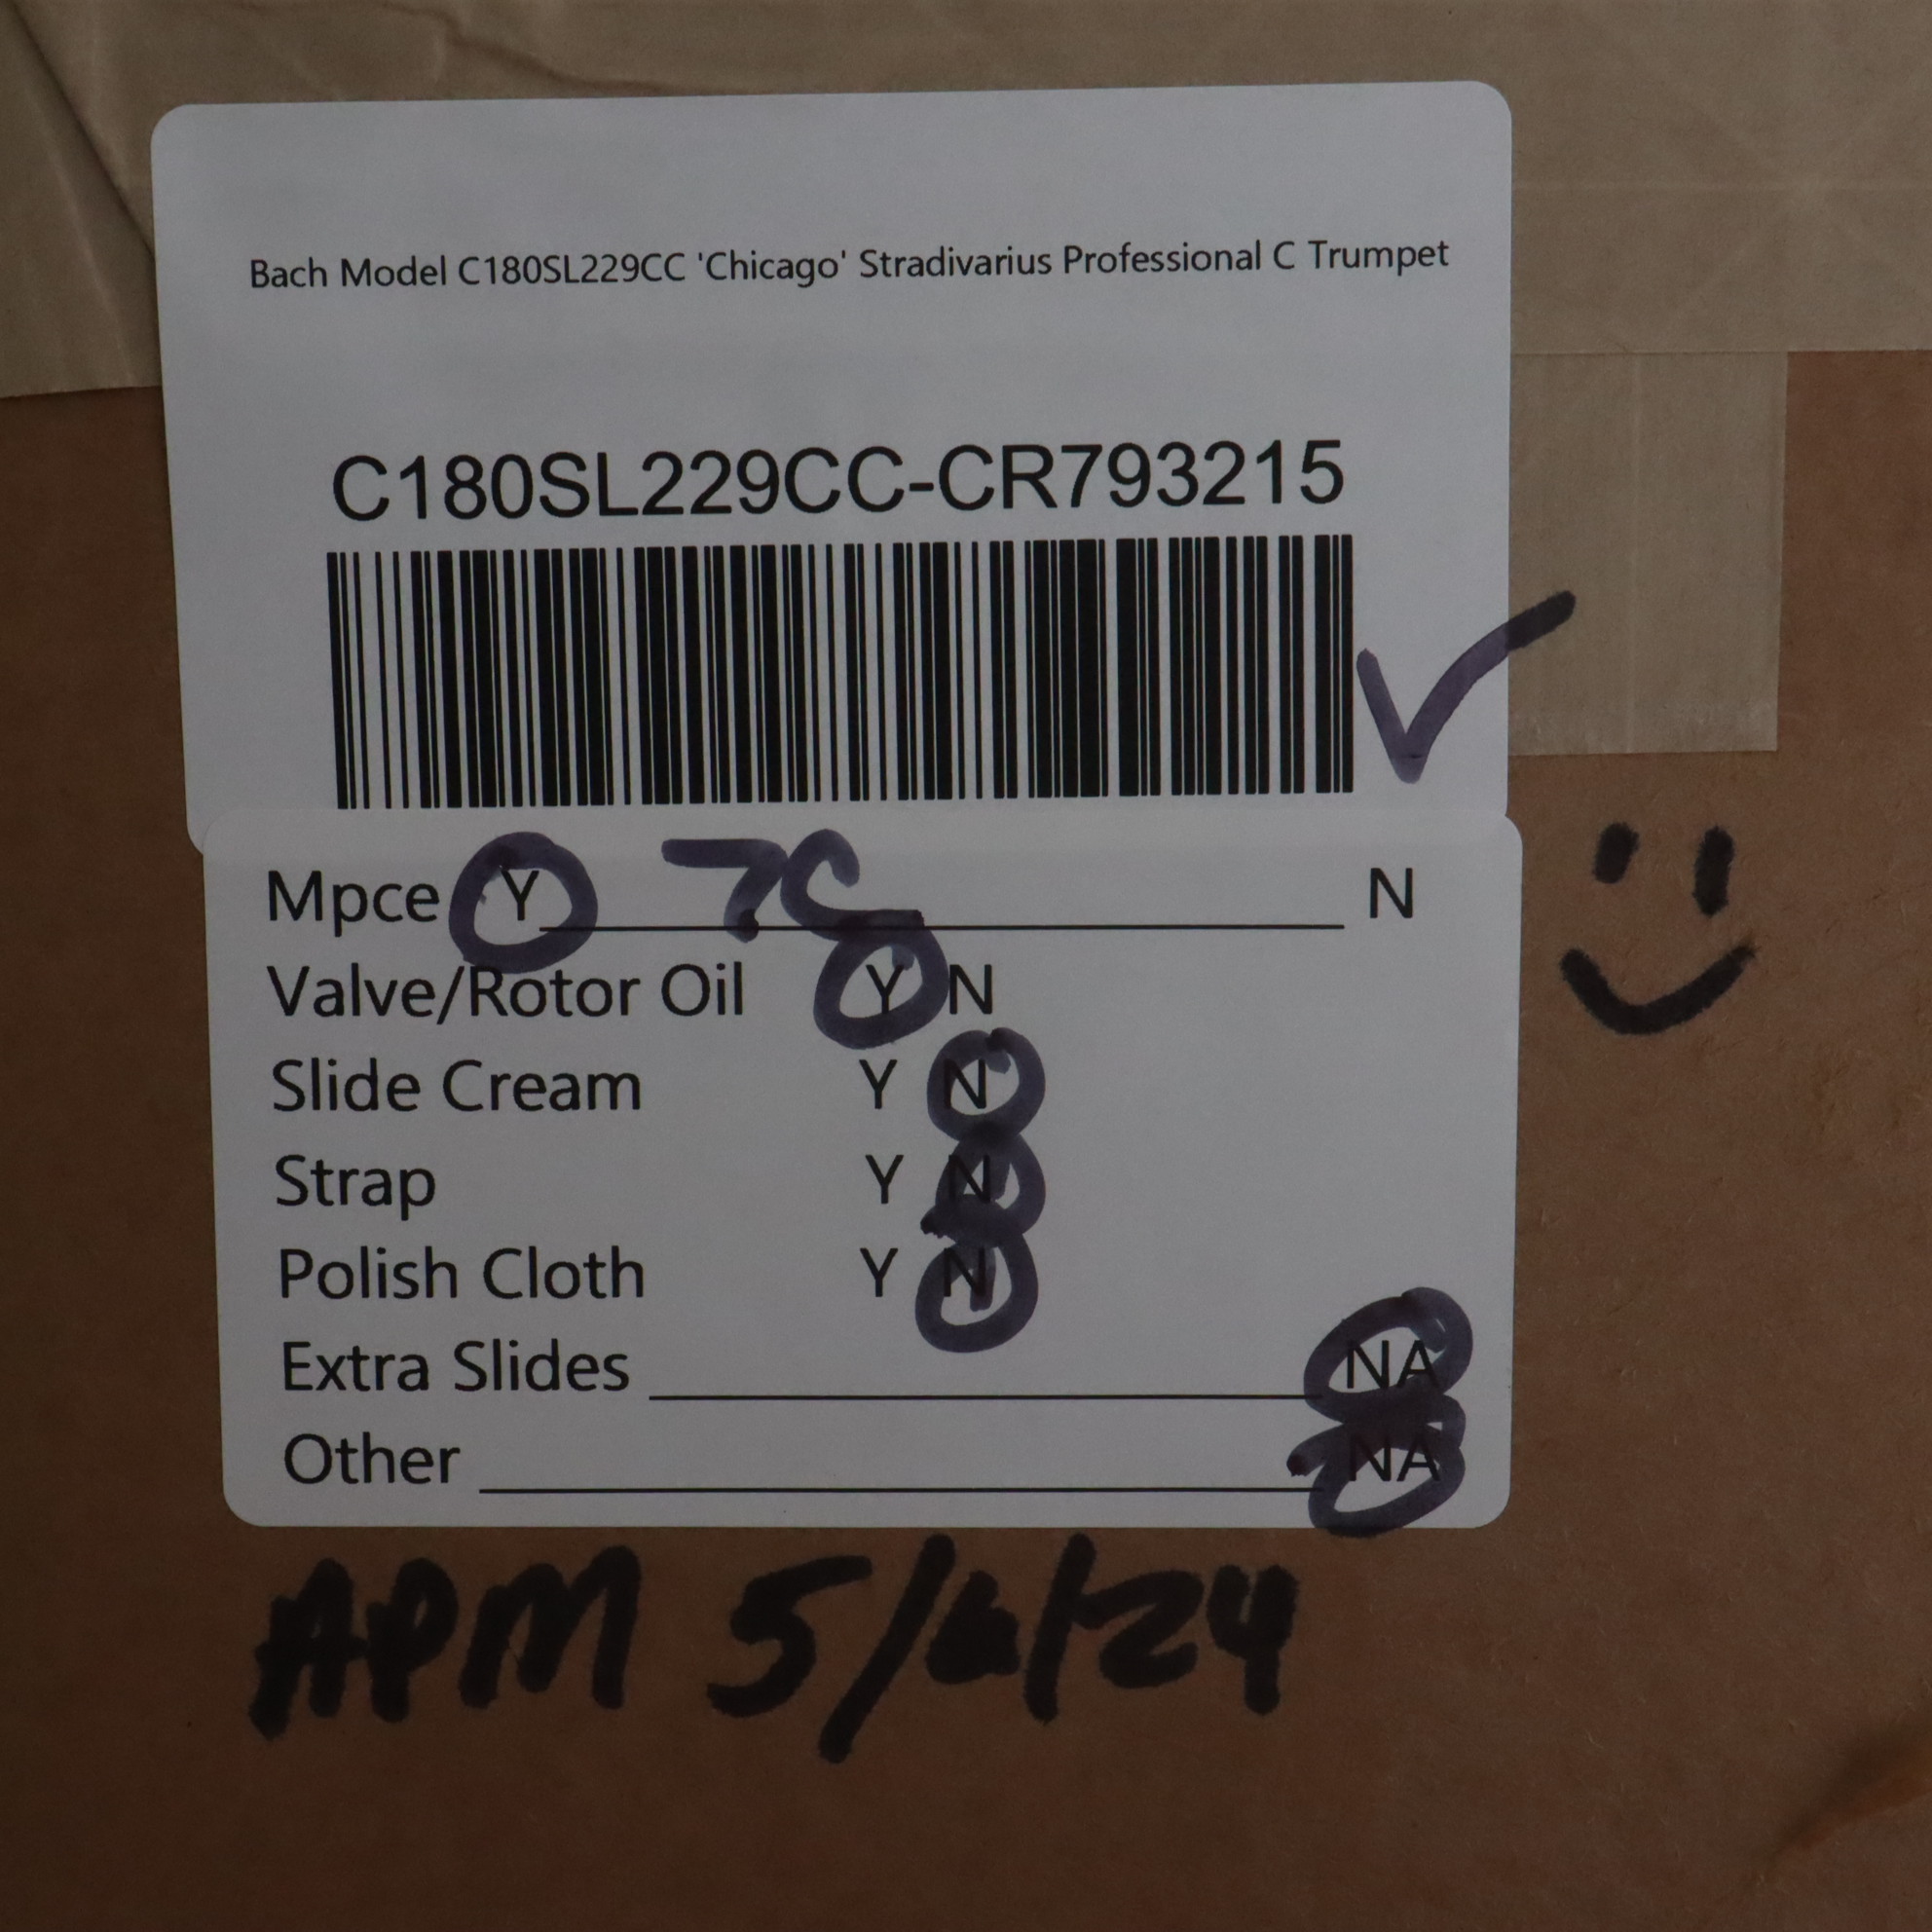 Bach Model C180SL229CC 'Chicago' Stradivarius Professional C Trumpet
C180SL229CC-CR793215
Mpce Y 7C N
Valve/Rotor Oil Y N
Slide Cream Y N
Strap Y N
Polish Cloth Y N
Extra Slides NA
Other NA
APM 5/6/24